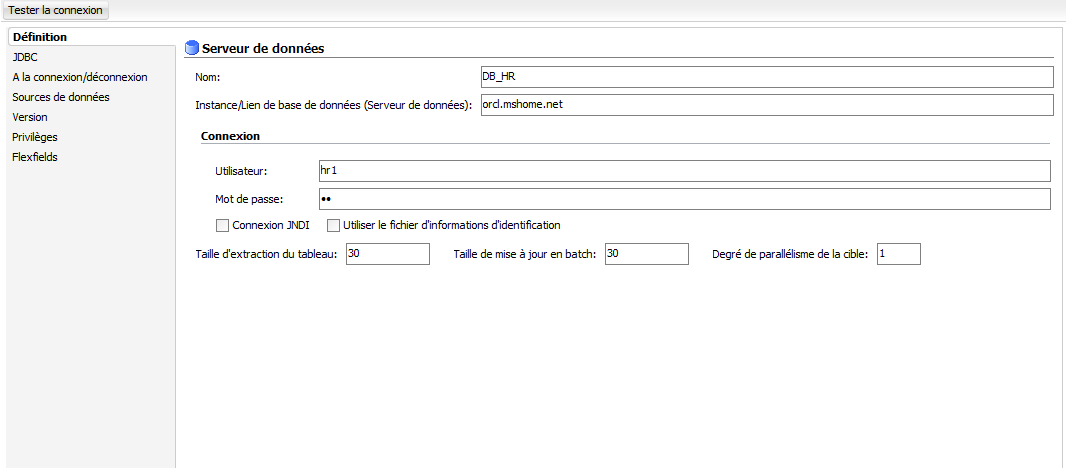 Tester la connexion
Définition
JDBC
A la connexion/déconnexion
Sources de données
Version
Privilèges
Flexfields
Serveur de données
Nom: DB_HR
Instance/Lien de base de données (Serveur de données): orcl.mshome.net
Connexion
Utilisateur: hr1
Mot de passe: ••
Connexion JNDI Utiliser le fichier d'informations d'identification
Taille d'extraction du tableau: 30 Taille de mise à jour en batch: 30 Degré de parallélisme de la cible: 1